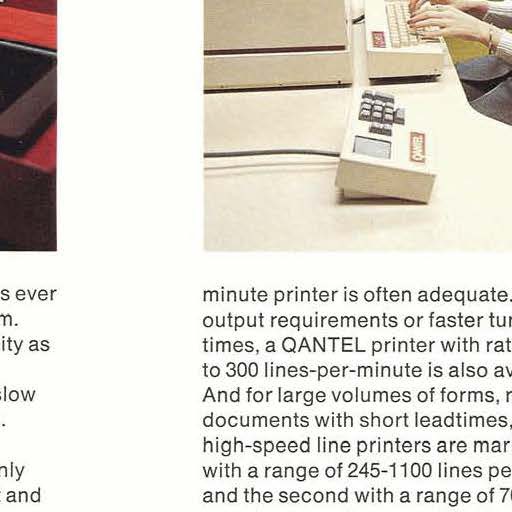 QANTEL
s ever
m.
ity as
slow
.
nly
and
minute printer is often adequate.
output requirements or faster tur
times, a QANTEL printer with rat
to 300 lines-per-minute is also av
And for large volumes of forms, r
documents with short leadtimes,
high-speed line printers are mar
with a range of 245-1100 lines pe
and the second with a range of 70